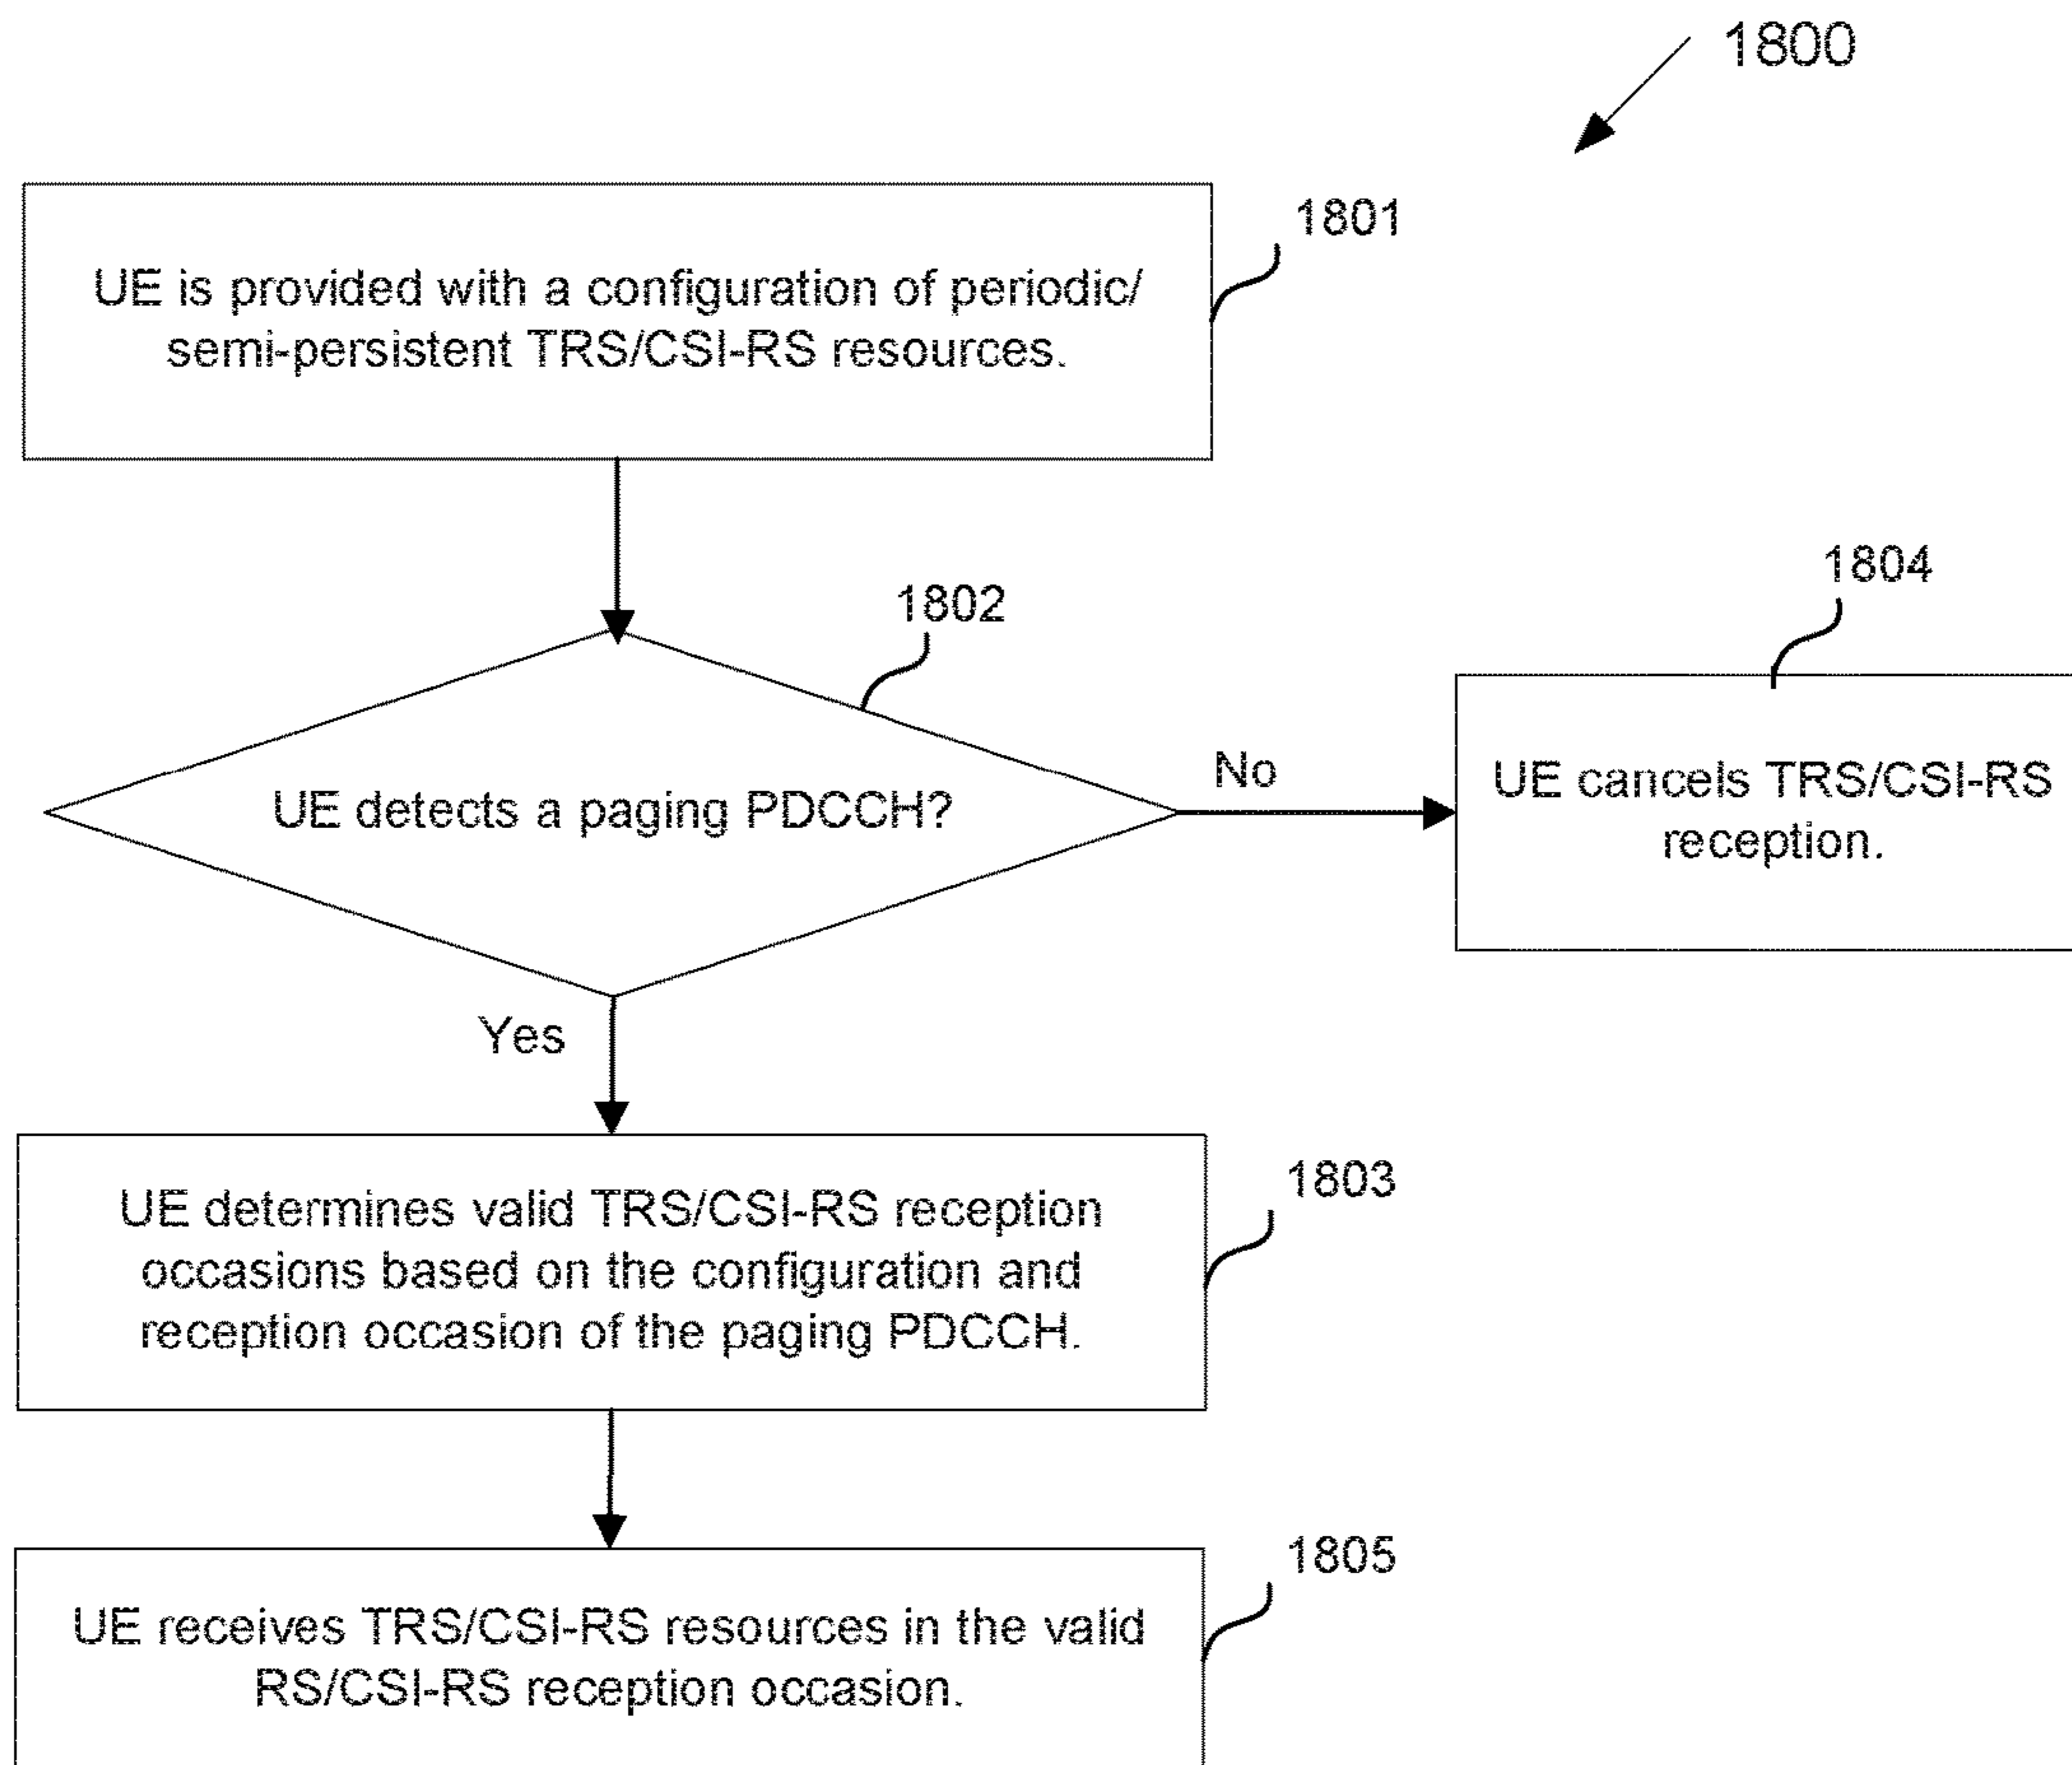 1800
1801
UE is provided with a configuration of periodic/
semi-persistent TRS/CSI-RS resources.
1802
UE detects a paging PDCCH?
No
1804
UE cancels TRS/CSI-RS
reception.
Yes
1803
UE determines valid TRS/CSI-RS reception
occasions based on the configuration and
reception occasion of the paging PDCCH.
1805
UE receives TRS/CSI-RS resources in the valid
RS/CSI-RS reception occasion.